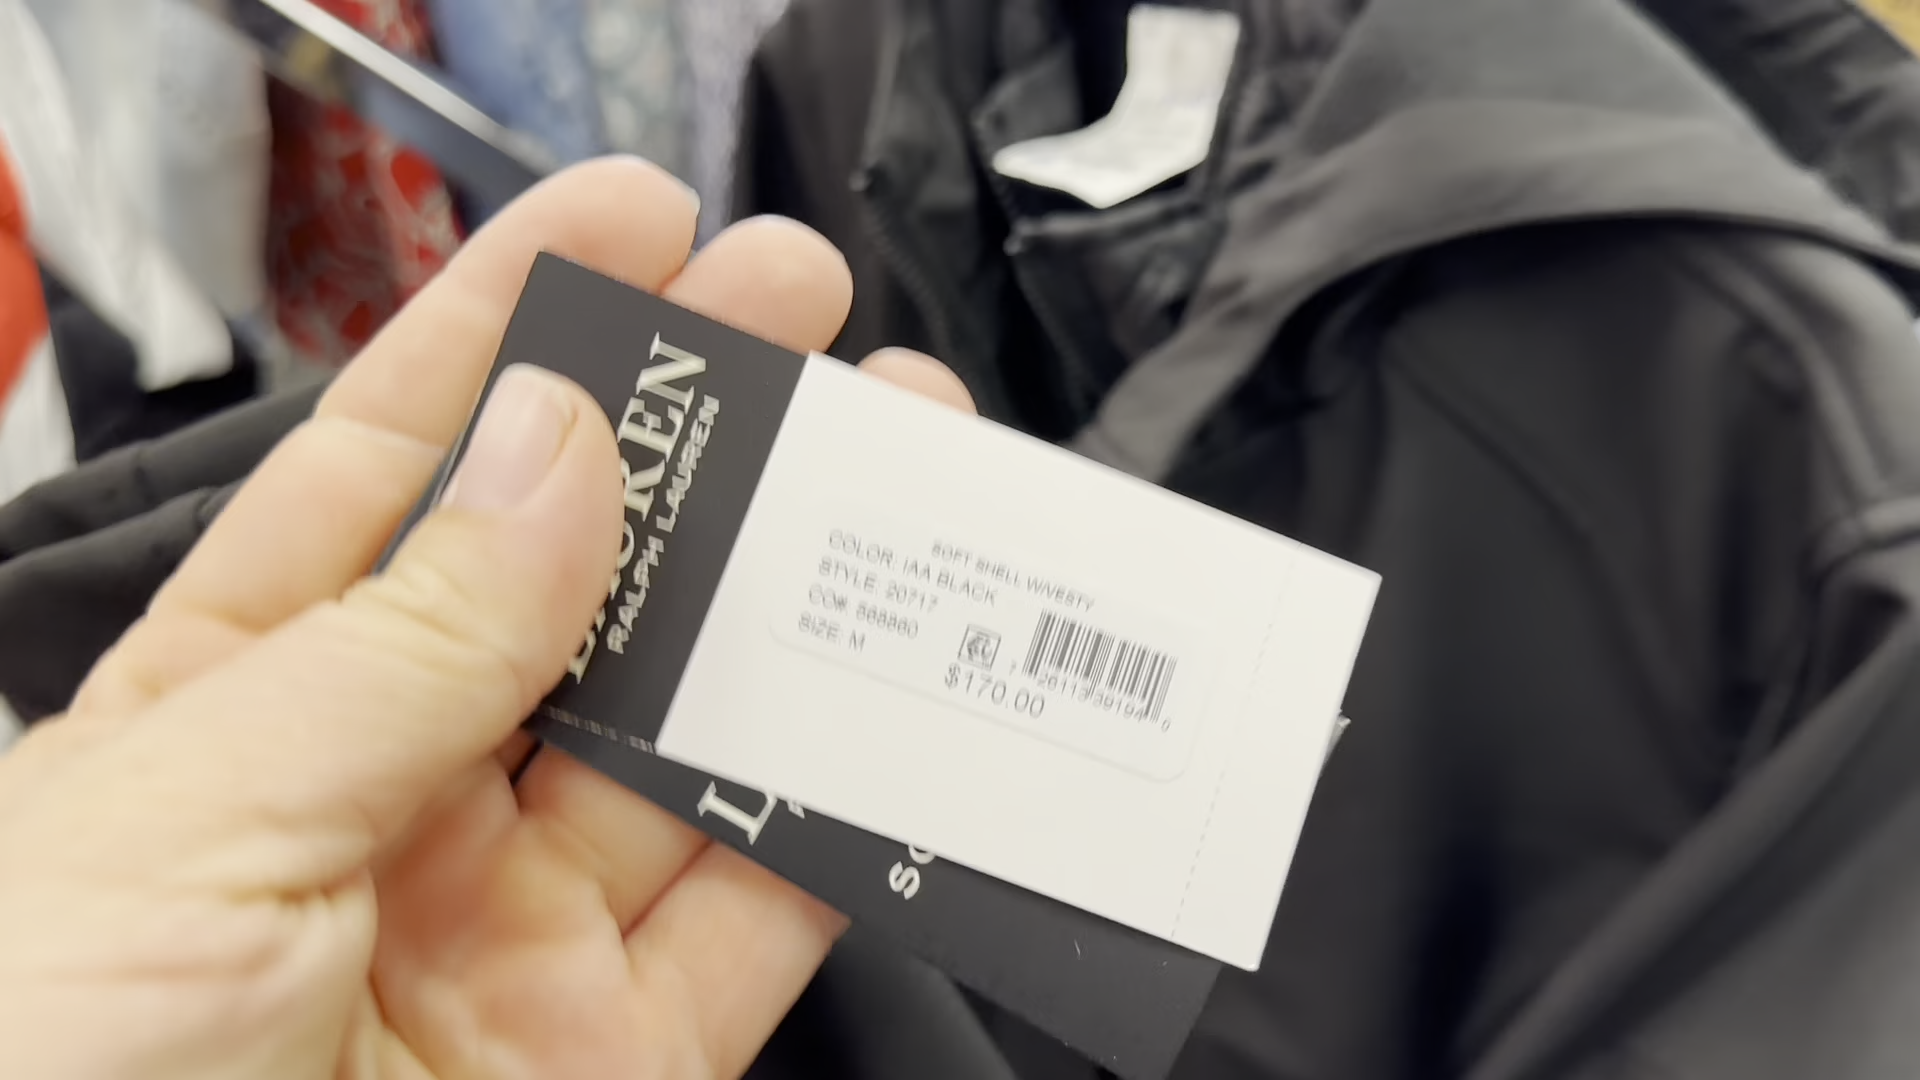 LAUREN
RALPH LAUREN
SOFT SHELL W/VESTY
COLOR: IAA BLACK
STYLE: 20717
SIZE: M
$170.00
L